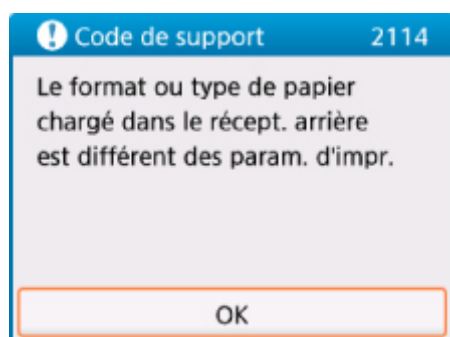 Code de support 2114
Le format ou type de papier
chargé dans le récept. arrière
est différent des param. d'impr.
OK